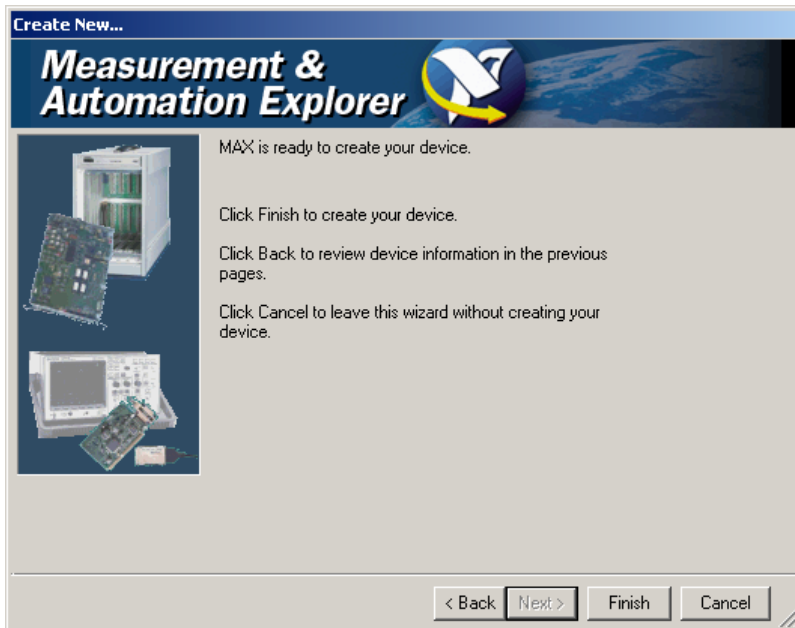 Create New...
Measurement &
Automation Explorer
MAX is ready to create your device.
Click Finish to create your device.
Click Back to review device information in the previous
pages.
Click Cancel to leave this wizard without creating your
device.
< Back Next > Finish Cancel